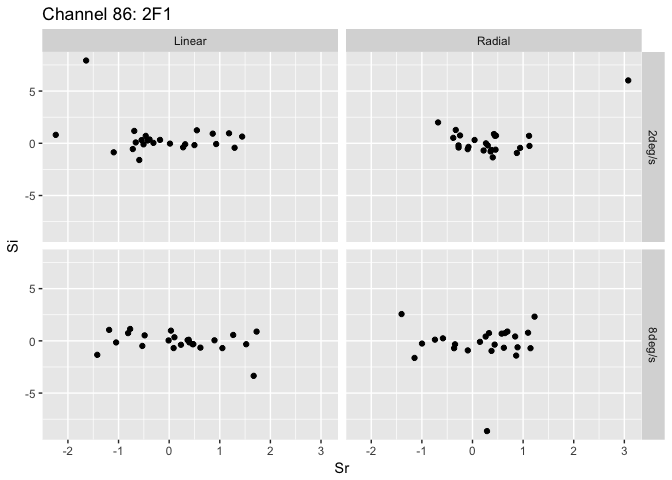 Channel 86: 2F1
Linear
Radial
5
0
-5
2deg/s
Si
5
0
-5
8deg/s
-2 -1 0 1 2 3
-2 -1 0 1 2 3
Sr